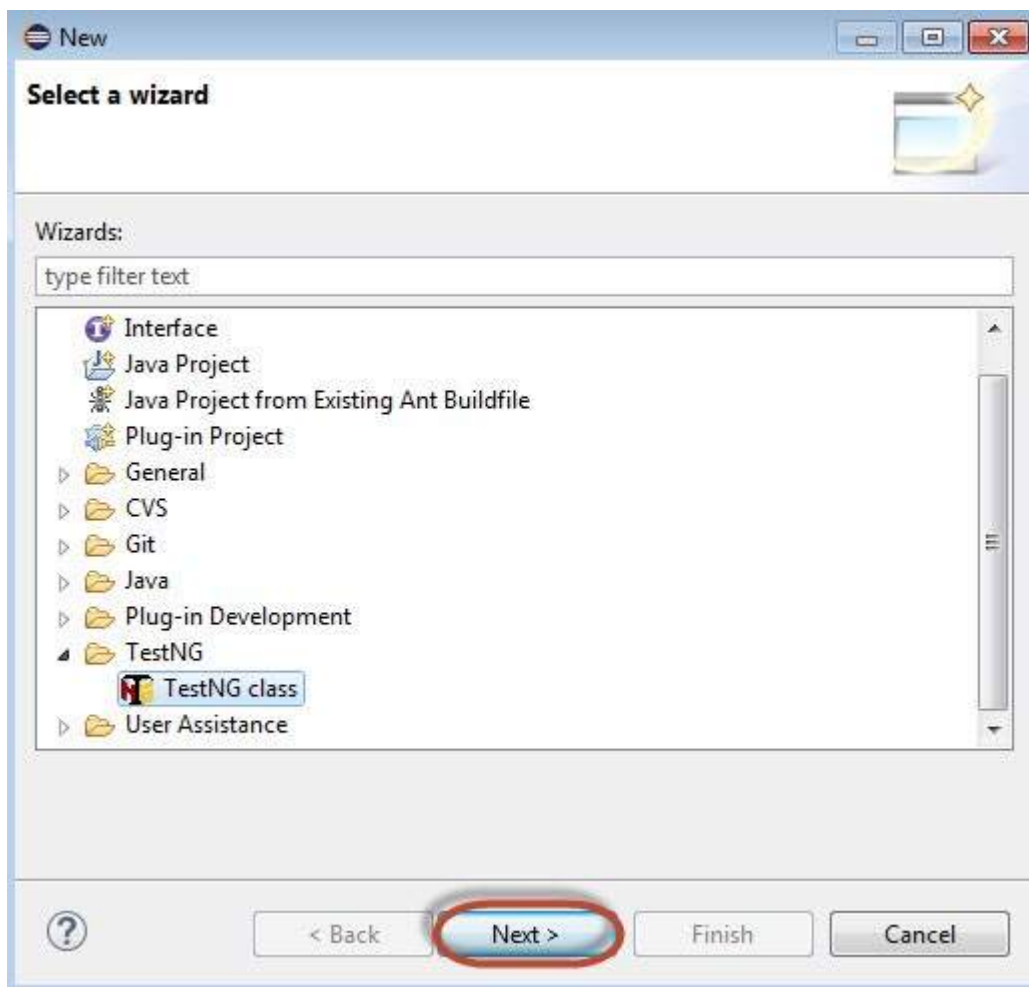 New
Select a wizard
Wizards:
type filter text
Interface
Java Project
Java Project from Existing Ant Buildfile
Plug-in Project
General
CVS
Git
Java
Plug-in Development
TestNG
TestNG class
User Assistance
< Back Next > Finish Cancel